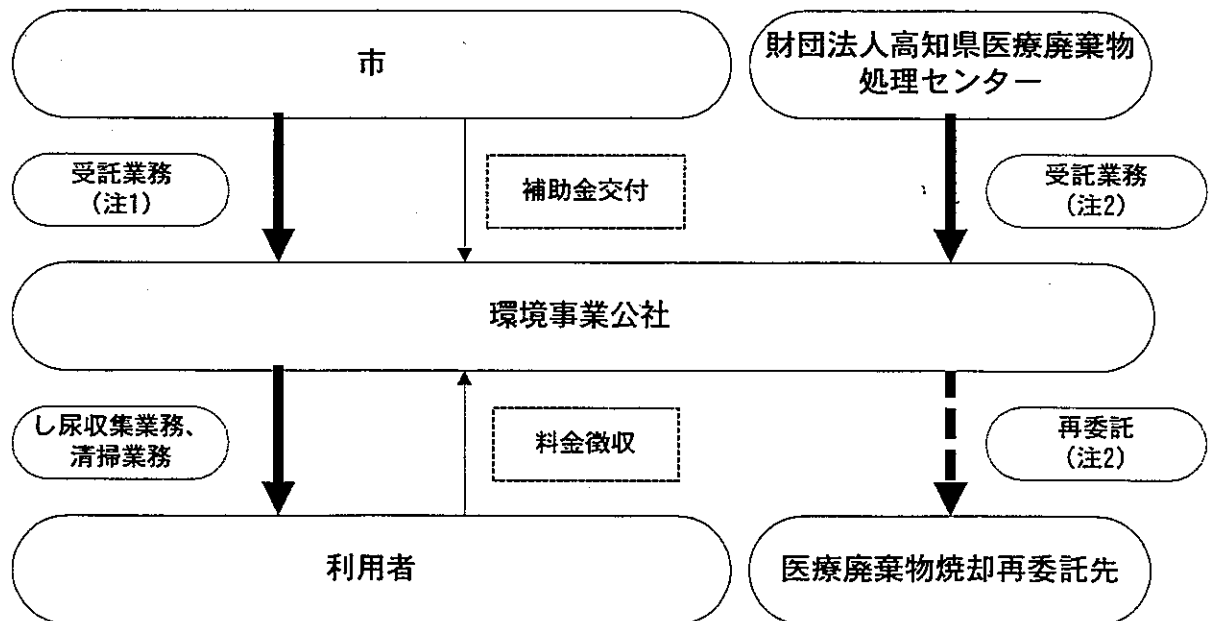 市
財団法人高知県医療廃棄物
処理センター
受託業務
(注1)
補助金交付
受託業務
(注2)
環境事業公社
し尿収集業務、
清掃業務
料金徴収
再委託
(注2)
利用者
医療廃棄物焼却再委託先